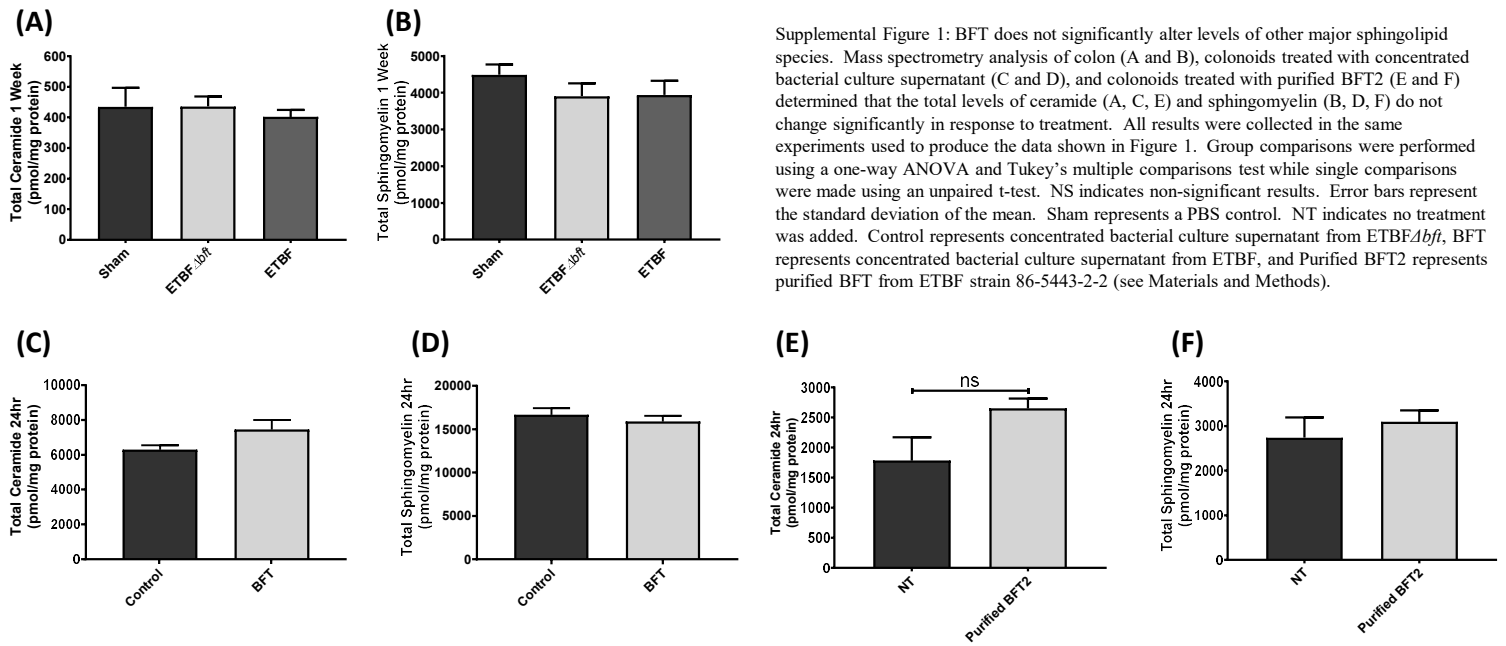 (A)
Total Ceramide 1 Week
(pmol/mg protein)
600
500
400
300
200
100
0
Sham
ETBFΔbft
ETBF
(B)
Total Sphingomyelin 1 Week
(pmol/mg protein)
5000
4000
3000
2000
1000
0
Sham
ETBFΔbft
ETBF
Supplemental Figure 1: BFT does not significantly alter levels of other major sphingolipid
species. Mass spectrometry analysis of colon (A and B), colonoids treated with concentrated
bacterial culture supernatant (C and D), and colonoids treated with purified BFT2 (E and F)
determined that the total levels of ceramide (A, C, E) and sphingomyelin (B, D, F) do not
change significantly in response to treatment. All results were collected in the same
experiments used to produce the data shown in Figure 1. Group comparisons were performed
using a one-way ANOVA and Tukey's multiple comparisons test while single comparisons
were made using an unpaired t-test. NS indicates non-significant results. Error bars represent
the standard deviation of the mean. Sham represents a PBS control. NT indicates no treatment
was added. Control represents concentrated bacterial culture supernatant from ETBFΔbft, BFT
represents concentrated bacterial culture supernatant from ETBF, and Purified BFT2 represents
purified BFT from ETBF strain 86-5443-2-2 (see Materials and Methods).
(C)
Total Ceramide 24hr
(pmol/mg protein)
10000
8000
6000
4000
2000
0
Control
BFT
(D)
Total Sphingomyelin 24hr
(pmol/mg protein)
20000
15000
10000
5000
0
Control
BFT
(E)
Total Ceramide 24hr
(pmol/mg protein)
3000
2500
2000
1500
1000
500
0
ns
NT
Purified BFT2
(F)
Total Sphingomyelin 24hr
(pmol/mg protein)
4000
3000
2000
1000
0
NT
Purified BFT2